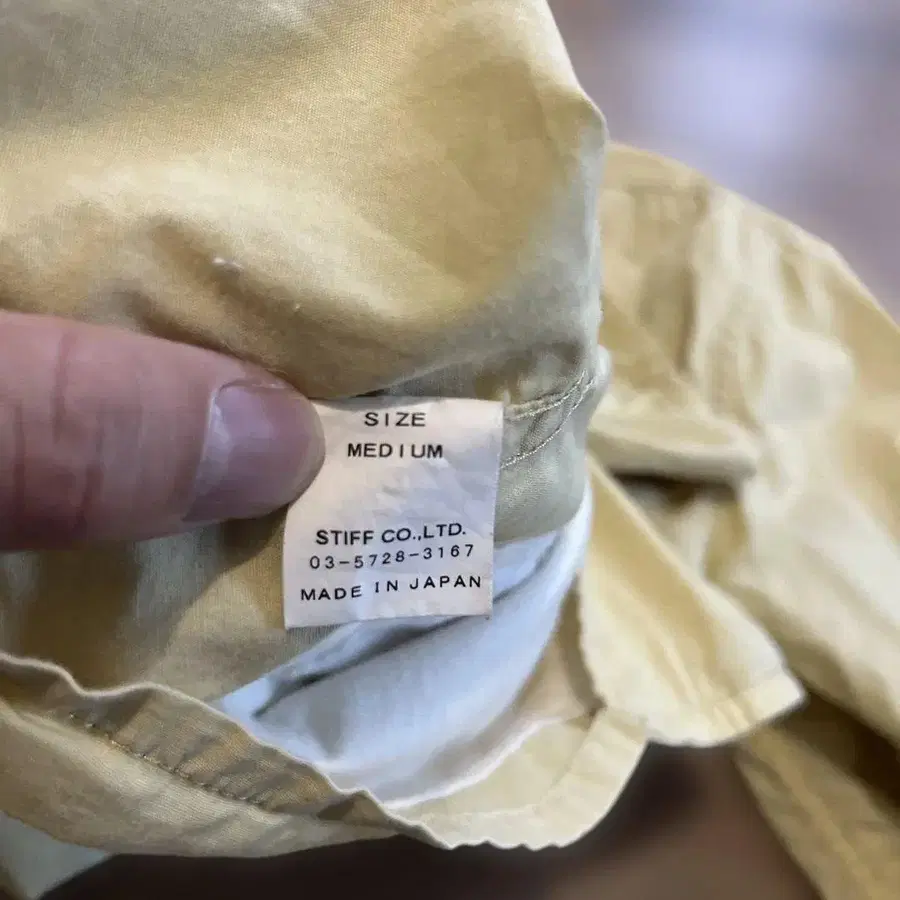 SIZE
MEDIUM
STIFF CO.,LTD.
03-5728-3167
MADE IN JAPAN